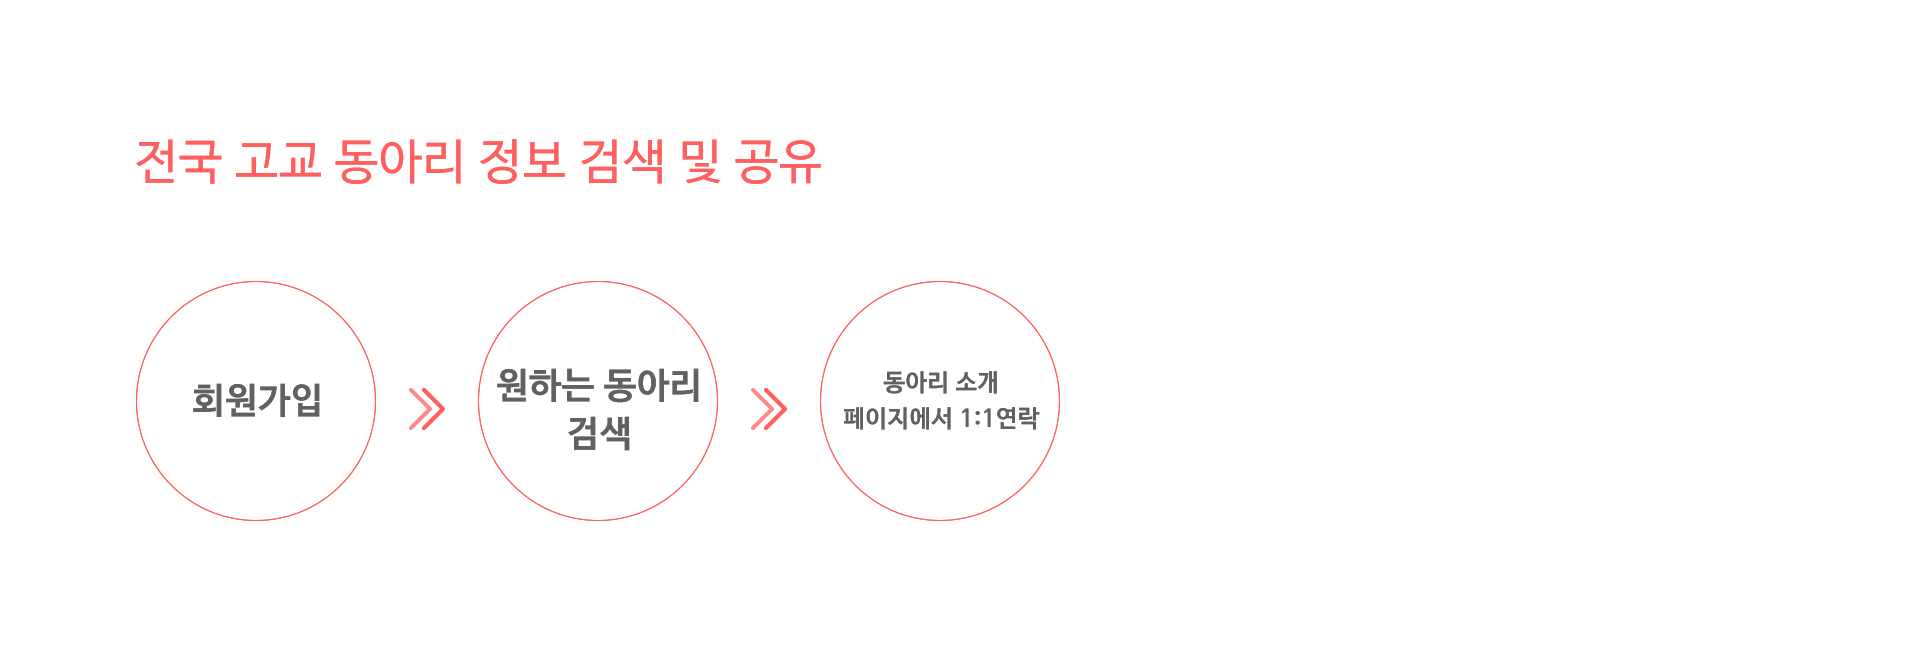 전국 고교 동아리 정보 검색 및 공유
회원가입
원하는 동아리
검색
동아리 소개
페이지에서 1:1연락